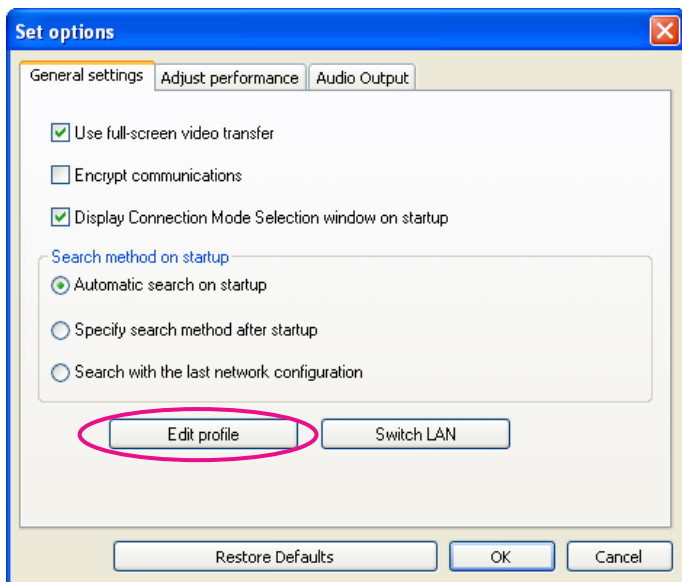 Set options
General settings Adjust performance Audio Output
Use full-screen video transfer
Encrypt communications
Display Connection Mode Selection window on startup
Search method on startup
Automatic search on startup
Specify search method after startup
Search with the last network configuration
Edit profile Switch LAN
Restore Defaults OK Cancel